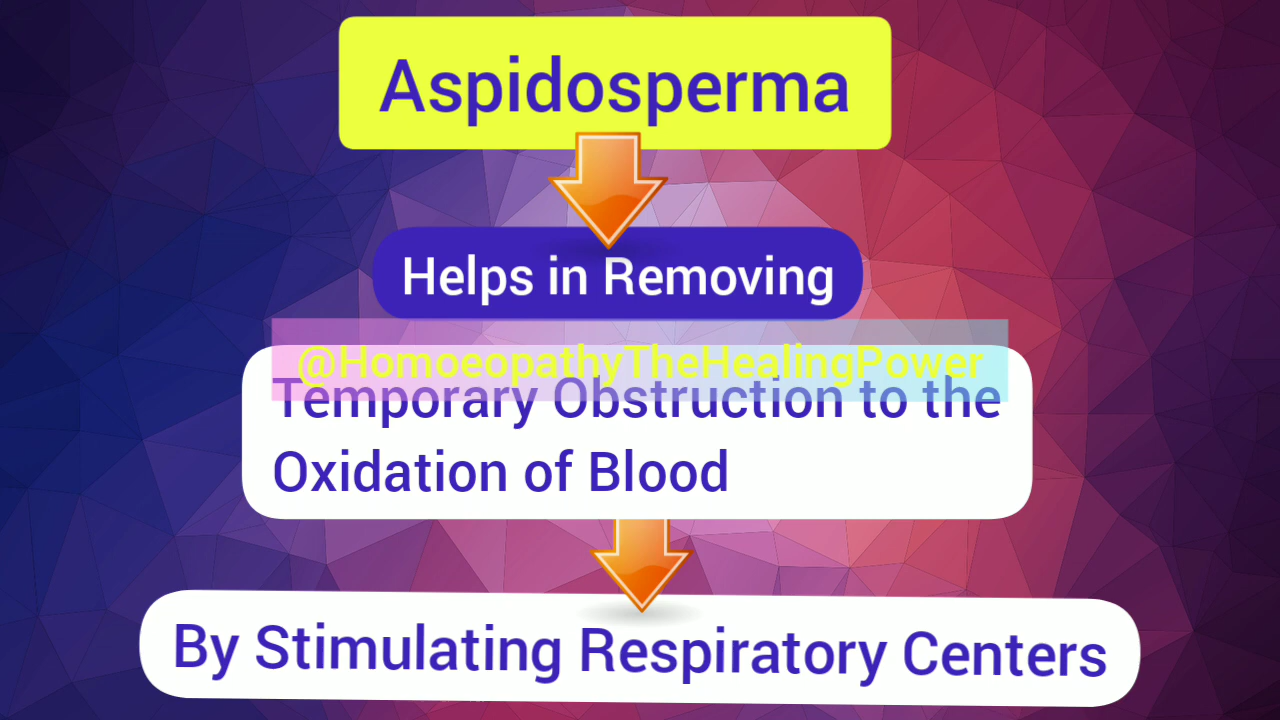 Aspidosperma
Helps in Removing
@HomoeopathyTheHealingPower
Temporary Obstruction to the
Oxidation of Blood
By Stimulating Respiratory Centers